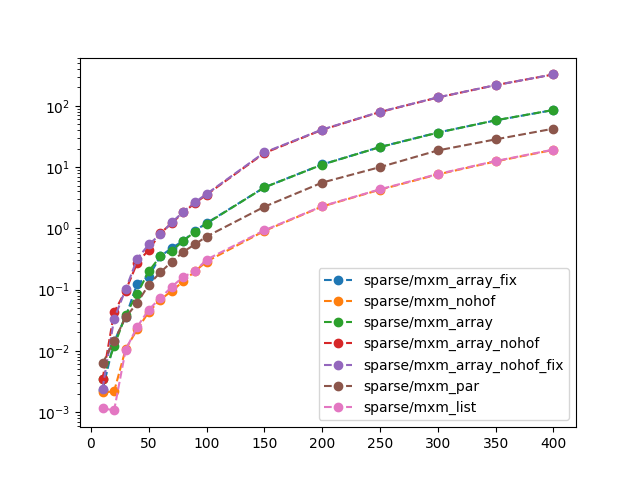 10²
10¹
10⁰
10⁻¹
10⁻²
10⁻³
0 50 100 150 200 250 300 350 400
sparse/mxm_array_fix
sparse/mxm_nohof
sparse/mxm_array
sparse/mxm_array_nohof
sparse/mxm_array_nohof_fix
sparse/mxm_par
sparse/mxm_list